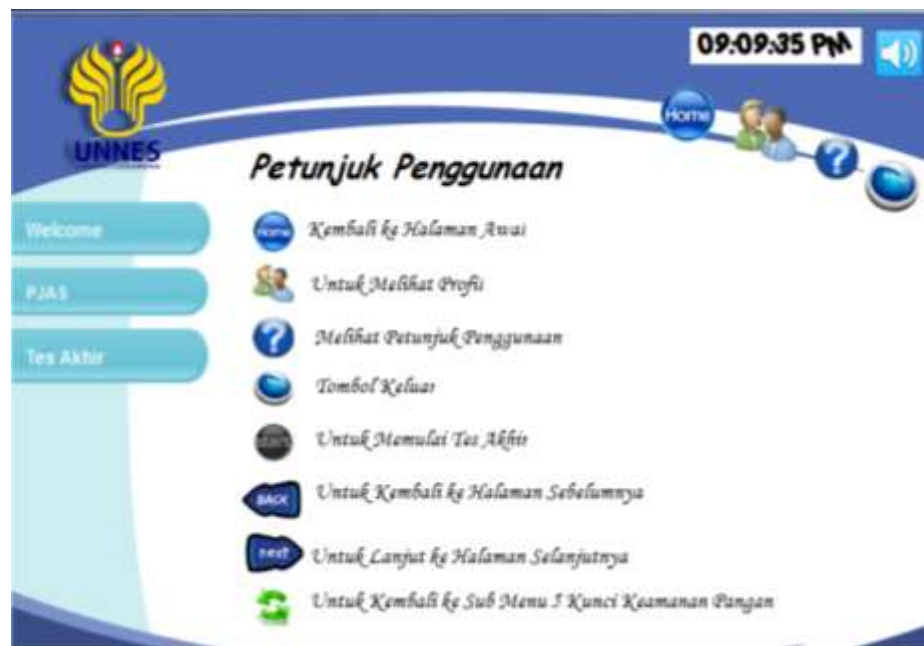 09:09:35 PM
Home
UNNES
Petunjuk Penggunaan
Welcome
PJAS
Tes Akhir
Home
Kembali ke Halaman Awal
Untuk Melihat Profil
?
?
Melihat Petunjuk Penggunaan
Tombol Keluar
start
Untuk Memulai Tes Akhir
BACK
Untuk Kembali ke Halaman Sebelumnya
next
Untuk Lanjut ke Halaman Selanjutnya
Untuk Kembali ke Sub Menu 5 Kunci Keamanan Pangan